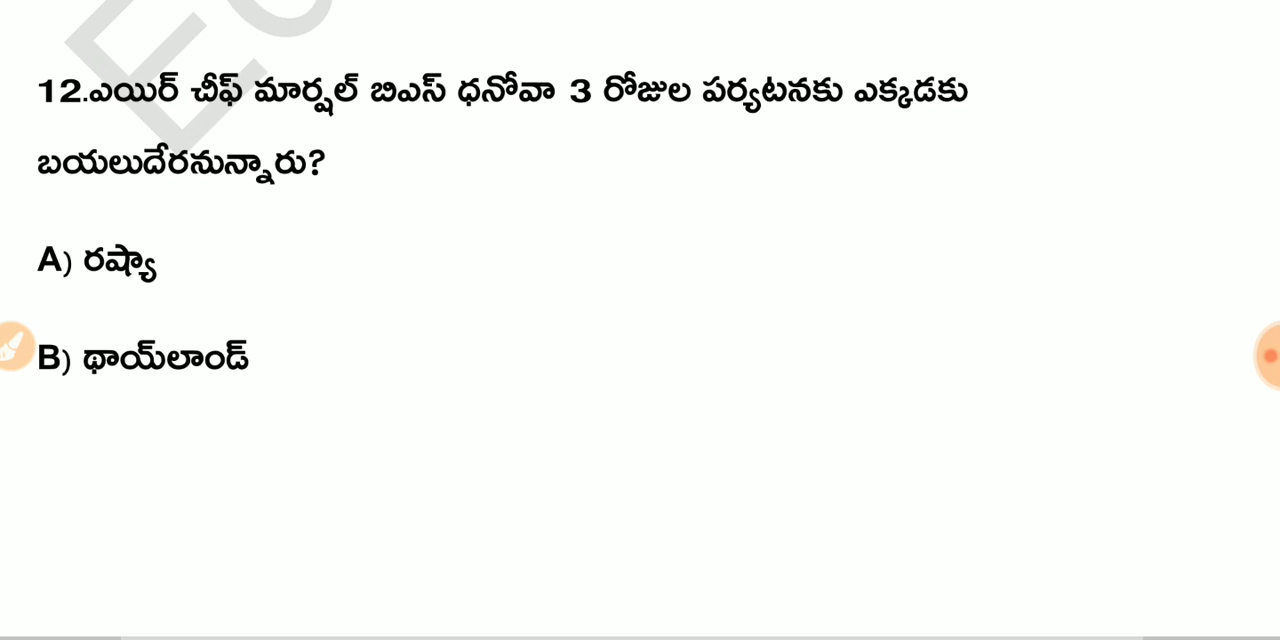 12.ఎయిర్ చీఫ్ మార్షల్ బిఎస్ ధనోవా 3 రోజుల పర్యటనకు ఎక్కడకు
బయలుదేరనున్నారు?
A) రష్యా
B) థాయ్‌లాండ్